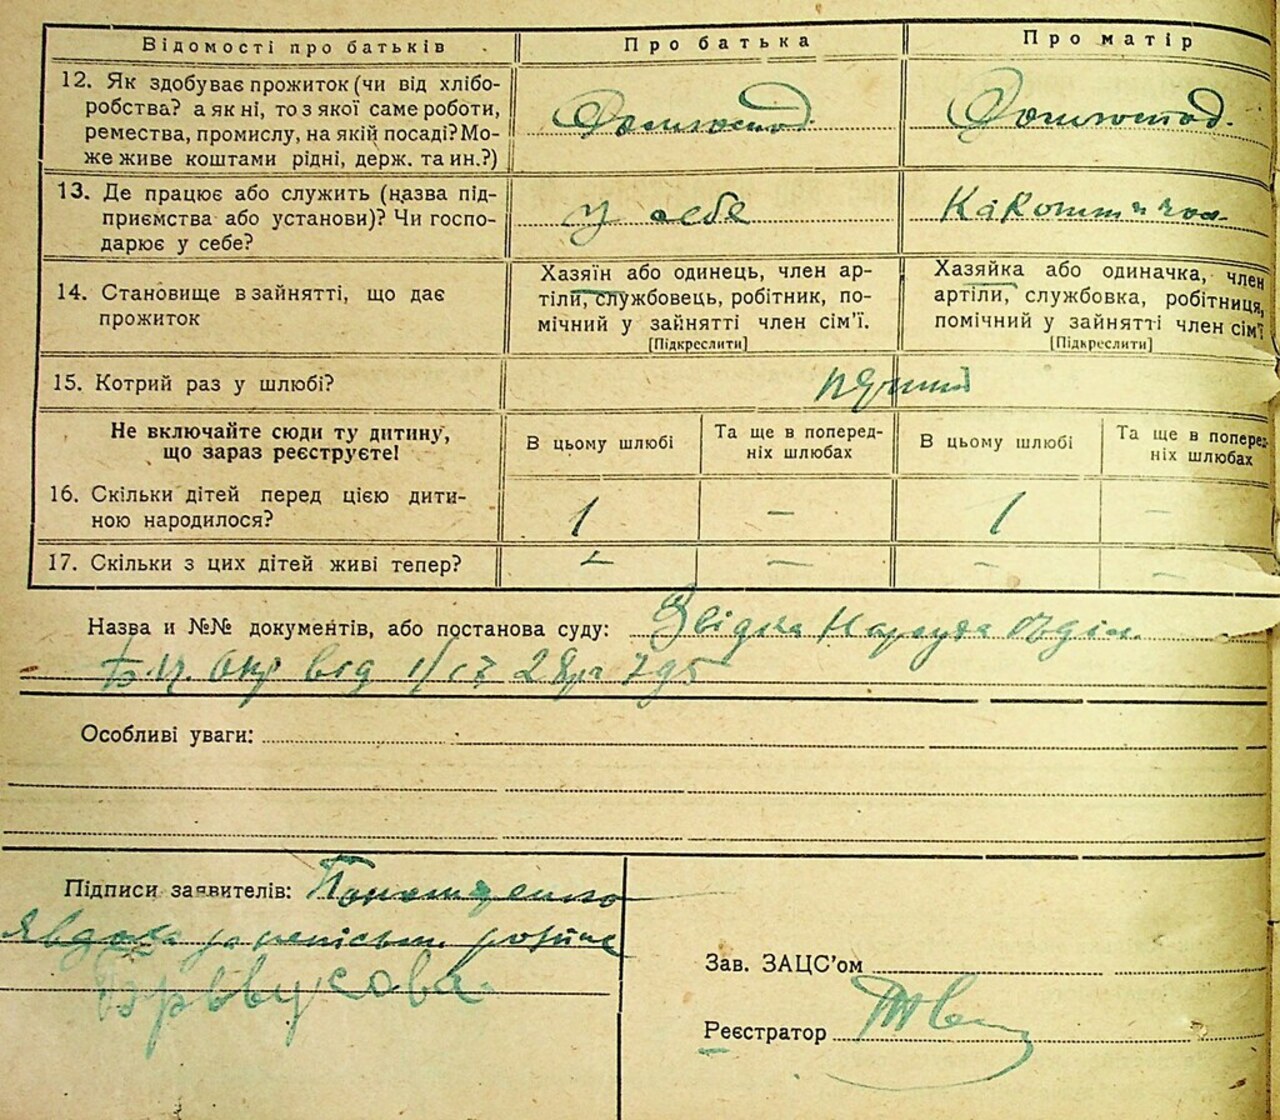 Відомості про батьків
Про батька
Про матір
12. Як здобуває прожиток (чи від хлібо-
робства? а як ні, то з якої саме роботи,
ремества, промислу, на якій посаді? Мо-
же живе коштами рідні, держ. та ин.?)
13. Де працює або служить (назва під-
приємства або установи)? Чи госпо-
дарює у себе?
у себе
14. Становище в зайнятті, що дає
прожиток
Хазяїн або одинець, член ар-
тіли, службовець, робітник, по-
мічний у зайнятті член сім'ї.
[Підкреслити]
Хазяйка або одиначка, член
артіли, службовка, робітниця,
помічний у зайнятті член сім'ї
[Підкреслити]
15. Котрий раз у шлюбі?
Не включайте сюди ту дитину,
що зараз реєструєте!
В цьому шлюбі
Та ще в поперед-
ніх шлюбах
В цьому шлюбі
Та ще в поперед-
ніх шлюбах
16. Скільки дітей перед цією дити-
ною народилося?
1 — 1 —
17. Скільки з цих дітей живі тепер?
— — — —
Назва и №№ документів, або постанова суду:
від
Особливі уваги:
Підписи заявителів:
Явдоха
Зав. ЗАЦС'ом
Реєстратор